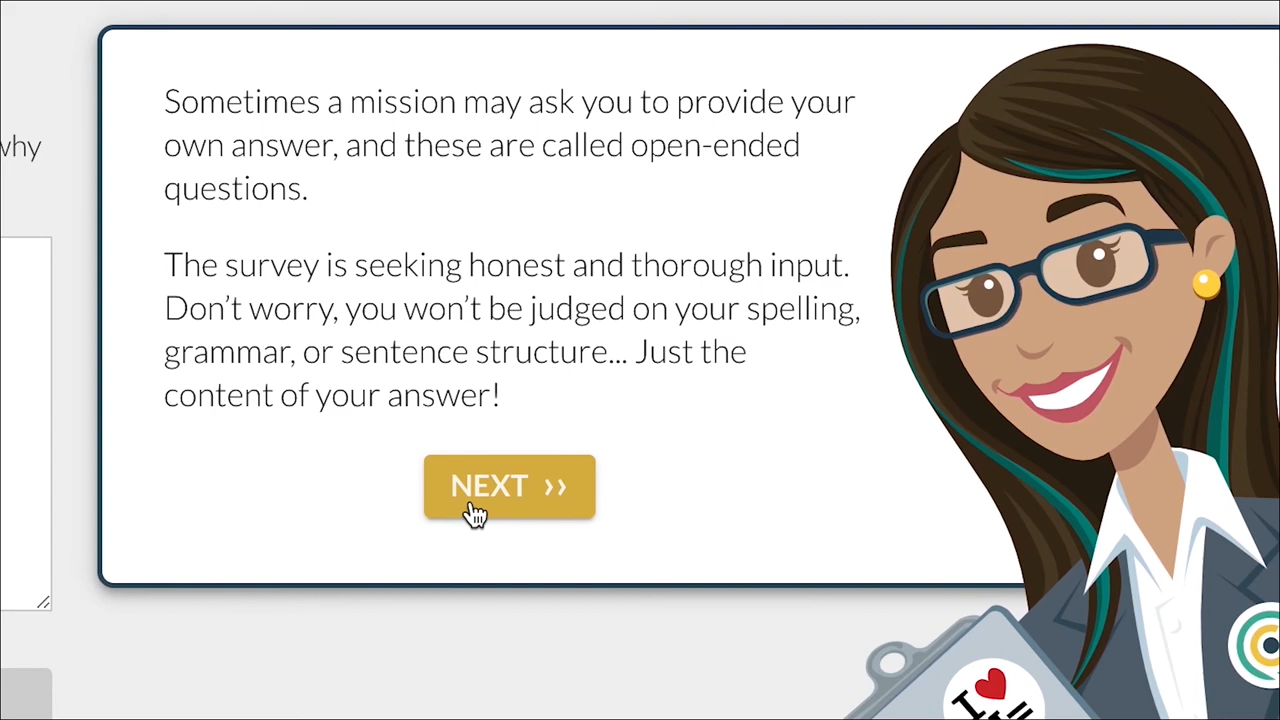 Sometimes a mission may ask you to provide your
own answer, and these are called open-ended
questions.
why
The survey is seeking honest and thorough input.
Don’t worry, you won’t be judged on your spelling,
grammar, or sentence structure... Just the
content of your answer!
NEXT ››
I